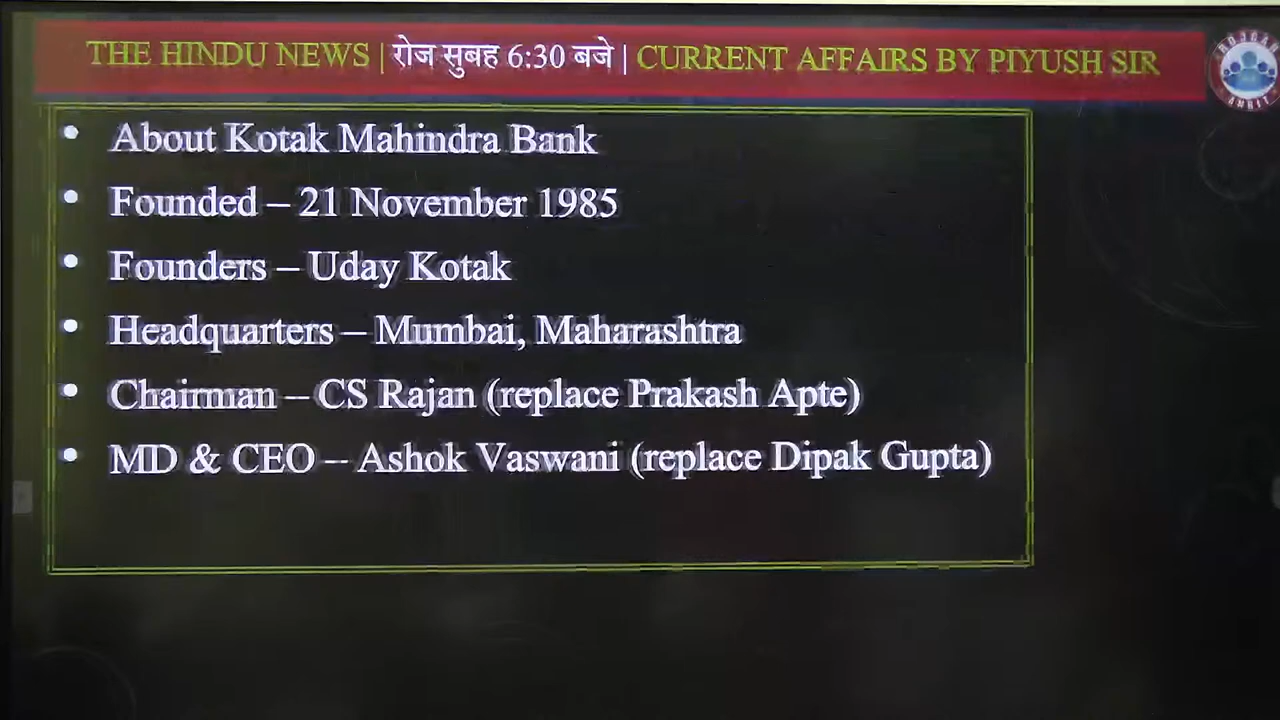 THE HINDU NEWS | रोज सुबह 6:30 बजे | CURRENT AFFAIRS BY PIYUSH SIR
ROJGAR
ANKIT
• About Kotak Mahindra Bank
• Founded – 21 November 1985
• Founders – Uday Kotak
• Headquarters – Mumbai, Maharashtra
• Chairman – CS Rajan (replace Prakash Apte)
• MD & CEO – Ashok Vaswani (replace Dipak Gupta)